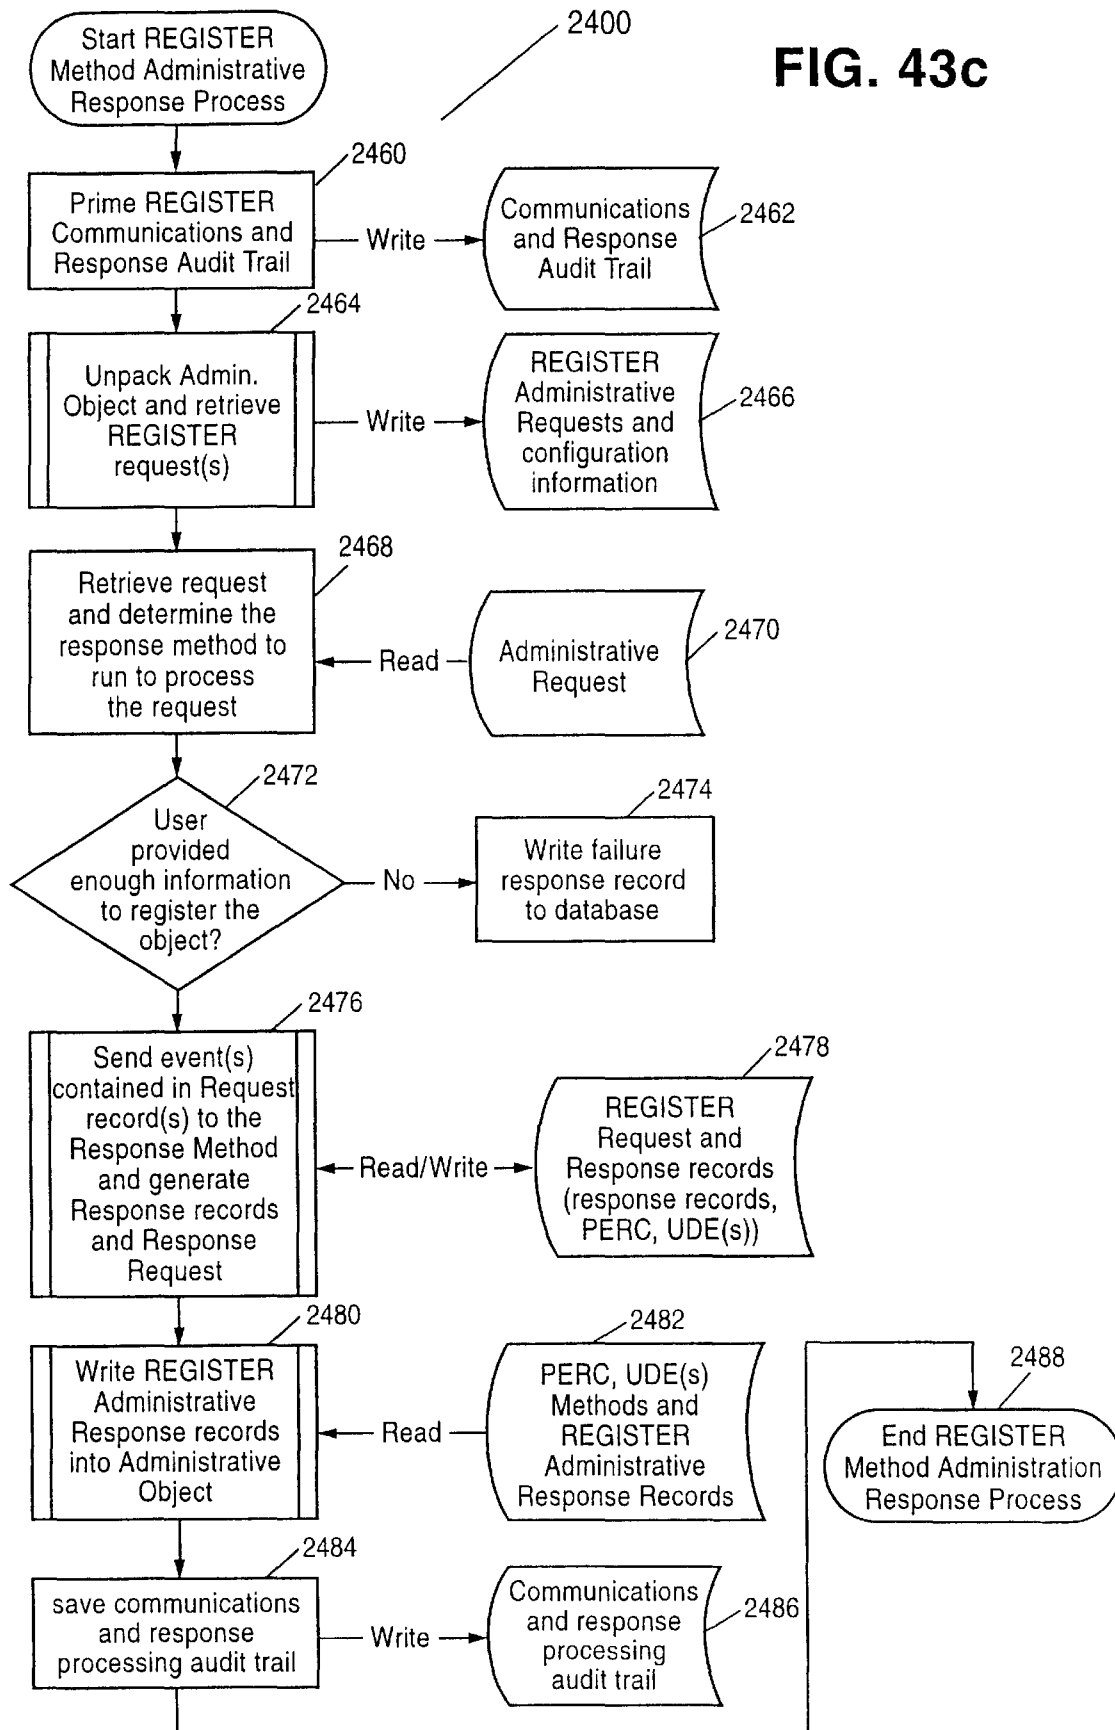 Start REGISTER
Method Administrative
Response Process
2400
FIG. 43c
2460
Prime REGISTER
Communications and
Response Audit Trail
Write
Communications
and Response
Audit Trail
2462
2464
Unpack Admin.
Object and retrieve
REGISTER
request(s)
Write
REGISTER
Administrative
Requests and
configuration
information
2466
2468
Retrieve request
and determine the
response method to
run to process
the request
Read
Administrative
Request
2470
2472
User
provided
enough information
to register the
object?
No
2474
Write failure
response record
to database
2476
Send event(s)
contained in Request
record(s) to the
Response Method
and generate
Response records
and Response
Request
Read/Write
2478
REGISTER
Request and
Response records
(response records,
PERC, UDE(s))
2480
Write REGISTER
Administrative
Response records
into Administrative
Object
Read
2482
PERC, UDE(s)
Methods and
REGISTER
Administrative
Response Records
2484
save communications
and response
processing audit trail
Write
Communications
and response
processing
audit trail
2486
2488
End REGISTER
Method Administration
Response Process